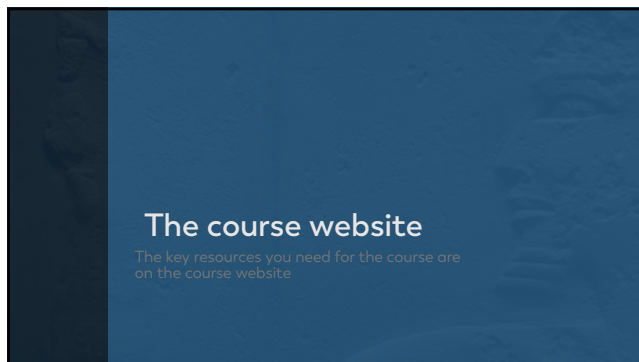 The course website
The key resources you need for the course are
on the course website